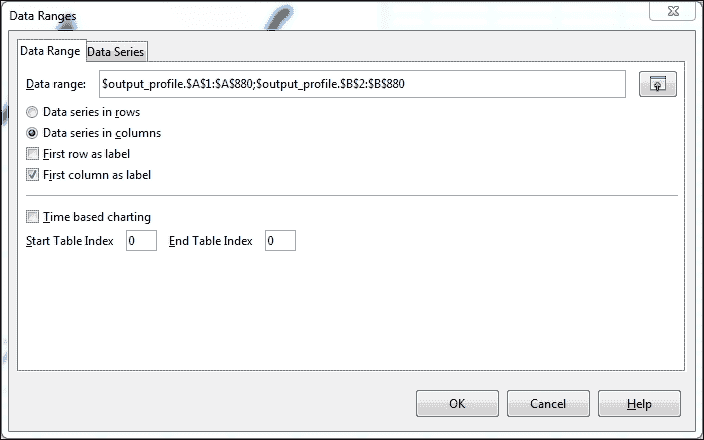 Data Ranges
Data Range Data Series
Data range: $output_profile.$A$1:$A$880;$output_profile.$B$2:$B$880
Data series in rows
Data series in columns
First row as label
First column as label
Time based charting
Start Table Index 0 End Table Index 0
OK Cancel Help